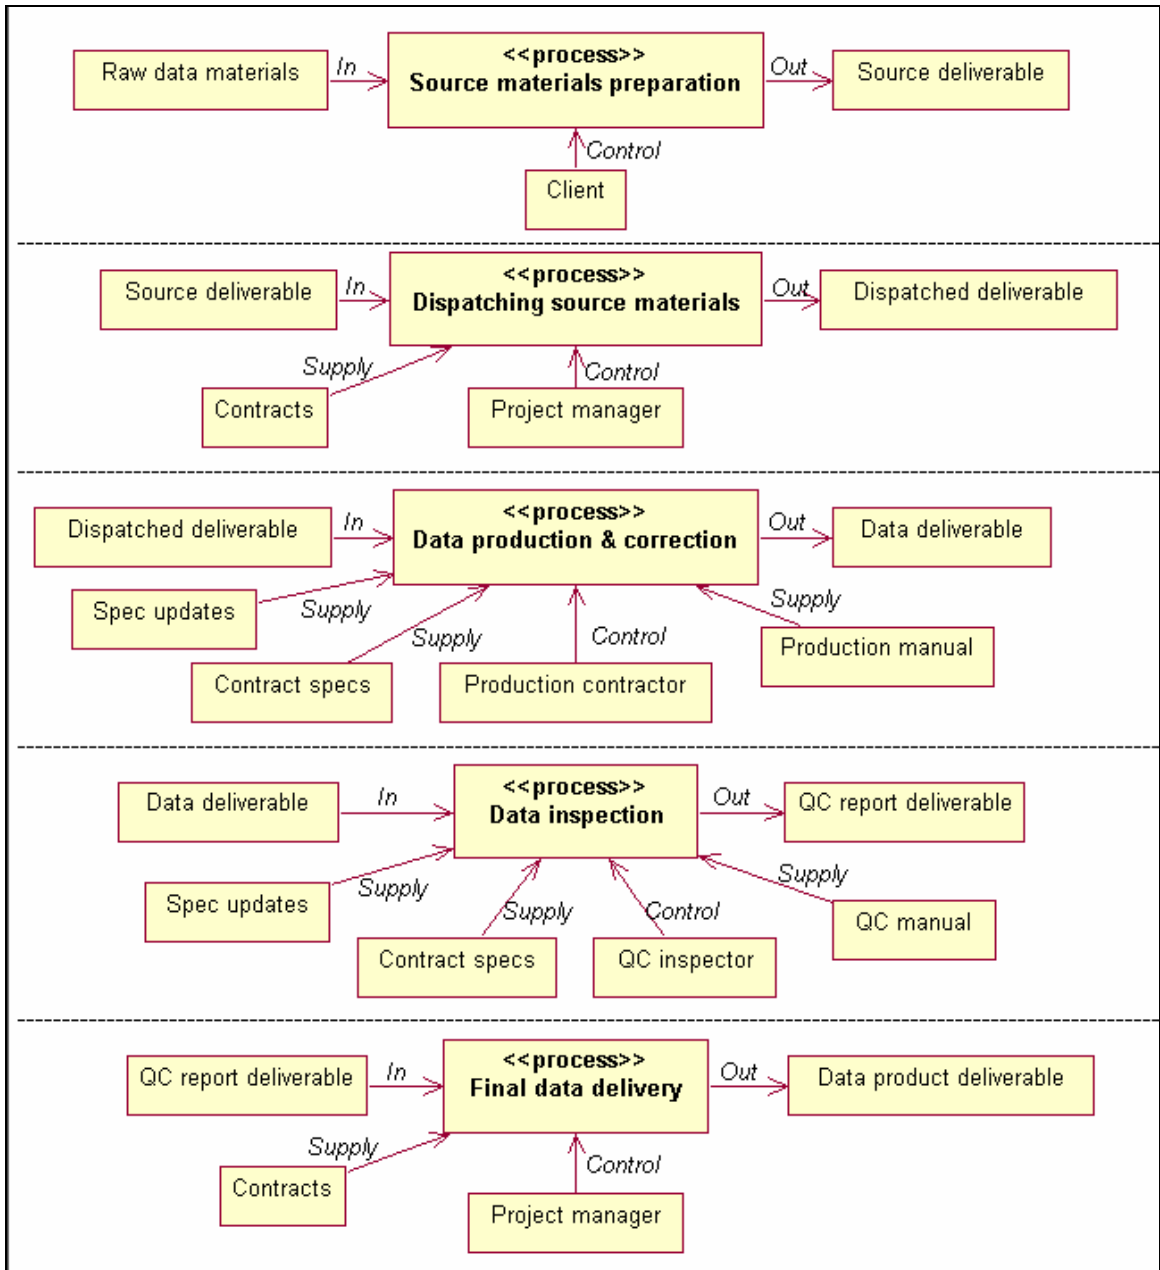 <<process>>
Raw data materials
In
Source materials preparation
Out
Source deliverable
Control
Client
<<process>>
Source deliverable
In
Dispatching source materials
Out
Dispatched deliverable
Supply
Control
Contracts
Project manager
<<process>>
Dispatched deliverable
In
Data production & correction
Out
Data deliverable
Spec updates
Supply
Supply
Control
Supply
Production manual
Contract specs
Production contractor
<<process>>
Data deliverable
In
Data inspection
Out
QC report deliverable
Spec updates
Supply
Supply
Control
Supply
QC manual
Contract specs
QC inspector
<<process>>
QC report deliverable
In
Final data delivery
Out
Data product deliverable
Supply
Control
Contracts
Project manager